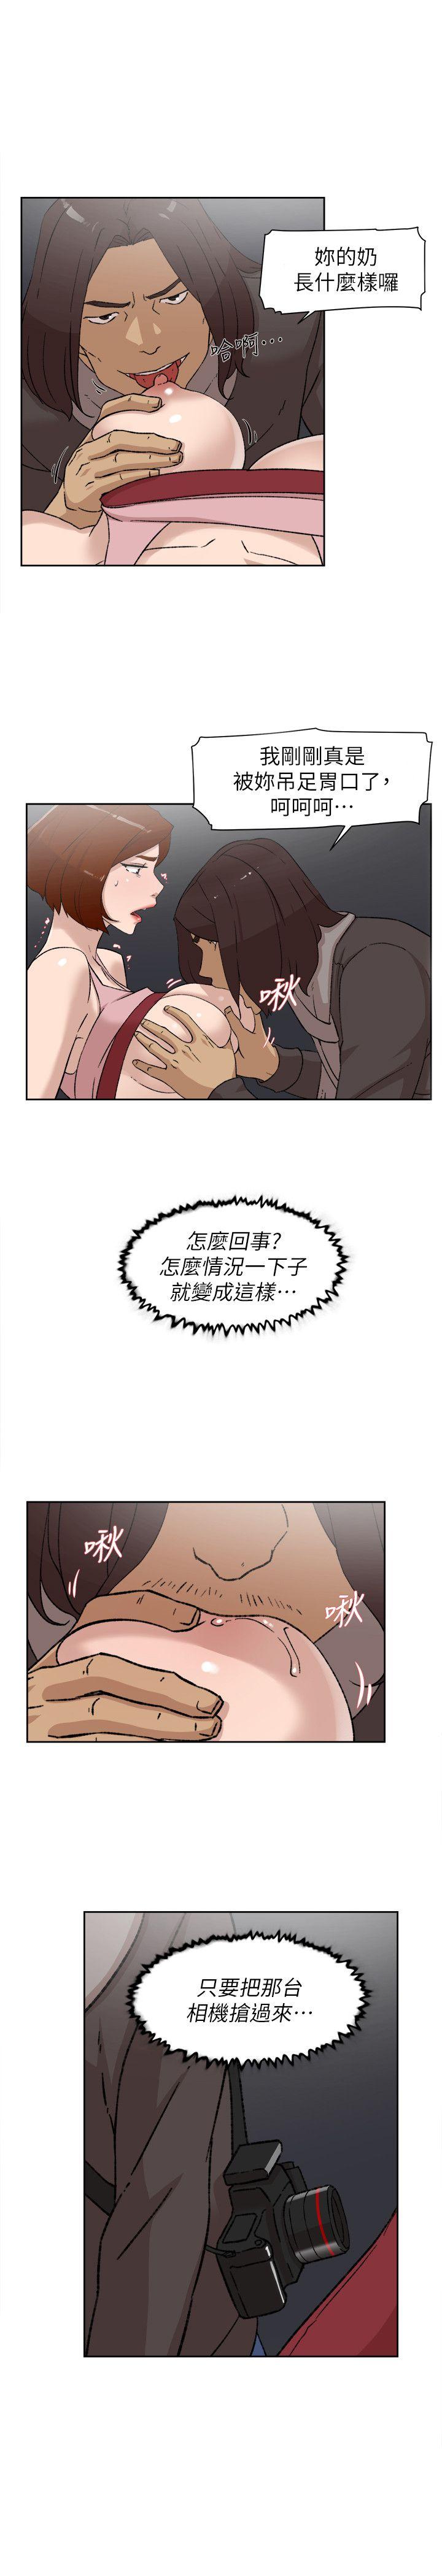 妳的奶
長什麼樣囉
哈啊…
我剛剛真是
被妳吊足胃口了，
呵呵呵…
啾
怎麼回事?
怎麼情況一下子
就變成這樣…
啾
啾
只要把那台
相機搶過來…